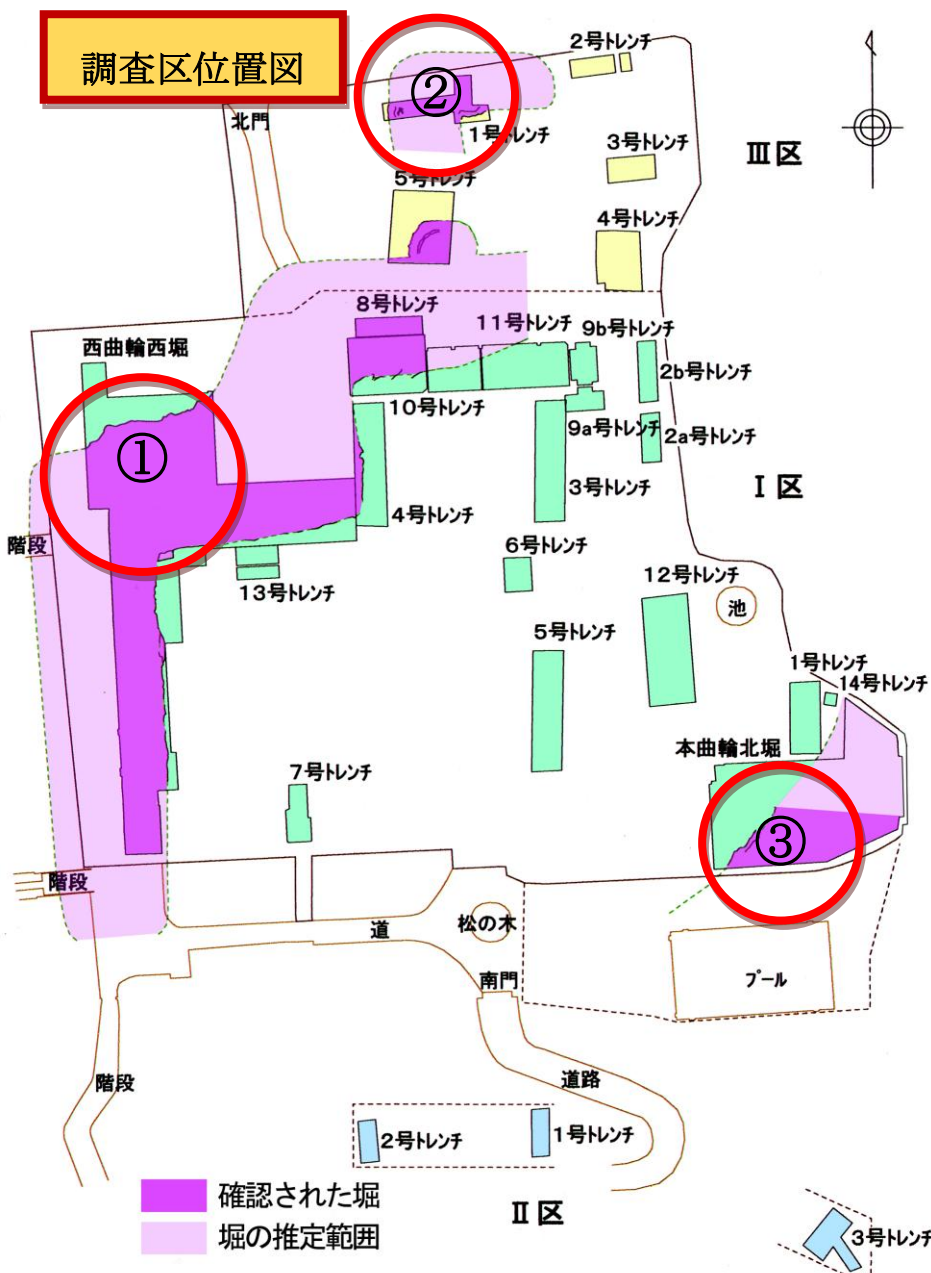 調査区位置図
②
2号トレンチ
北門
1号トレンチ
3号トレンチ
Ⅲ区
5号トレンチ
4号トレンチ
8号トレンチ
11号トレンチ
9b号トレンチ
西曲輪西堀
2b号トレンチ
10号トレンチ
9a号トレンチ
2a号トレンチ
①
3号トレンチ
Ⅰ区
4号トレンチ
階段
6号トレンチ
13号トレンチ
12号トレンチ
池
5号トレンチ
1号トレンチ
14号トレンチ
本曲輪北堀
7号トレンチ
③
階段
松の木
道
プール
南門
階段
道路
2号トレンチ
1号トレンチ
確認された堀
Ⅱ区
堀の推定範囲
3号トレンチ